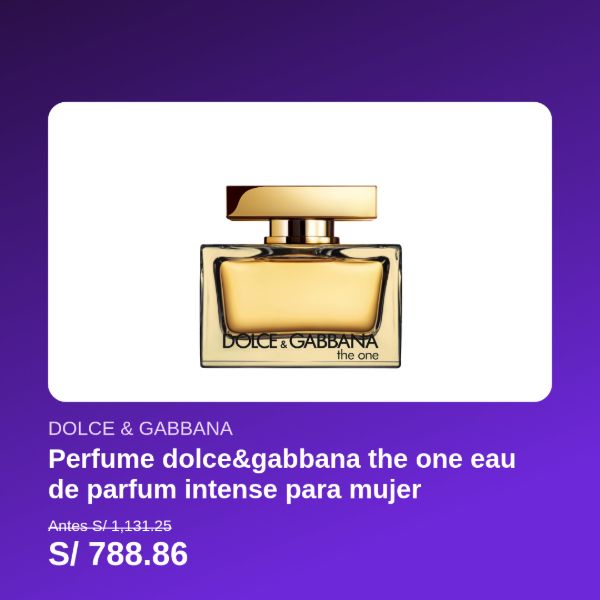 DOLCE & GABBANA
the one
DOLCE & GABBANA
Perfume dolce&gabbana the one eau
de parfum intense para mujer
Antes S/ 1,131.25
S/ 788.86